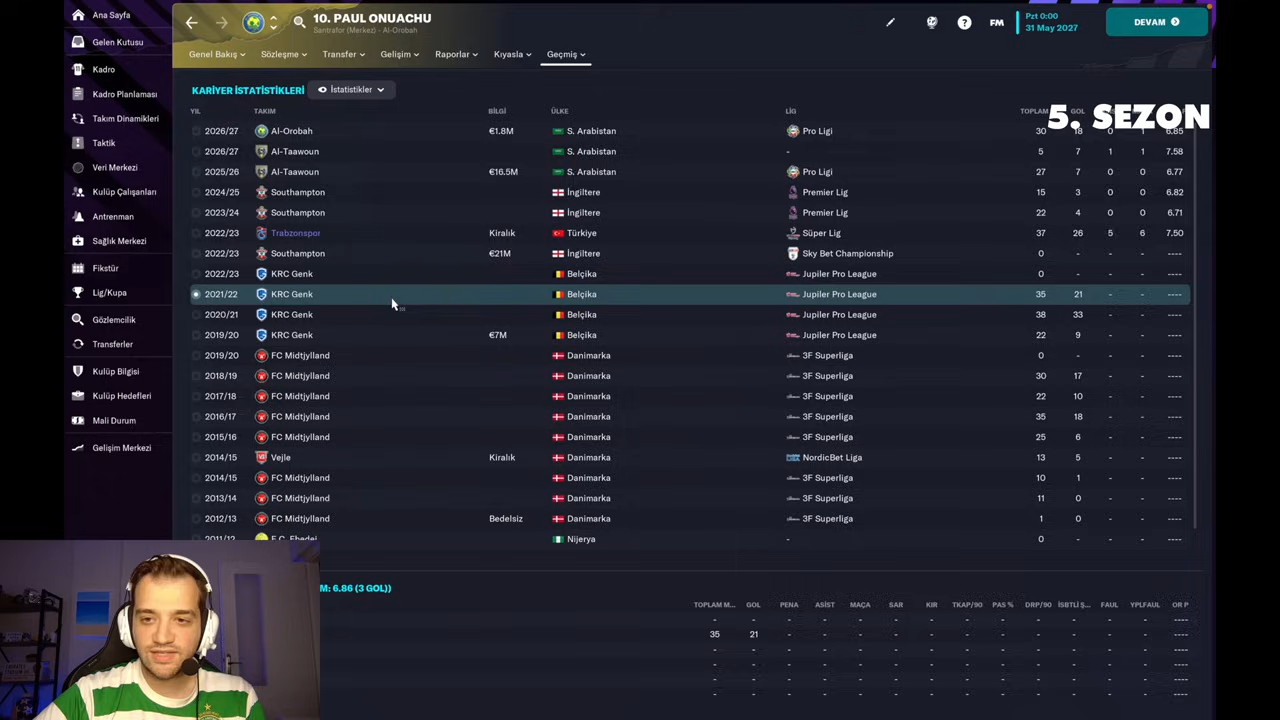 Ana Sayfa
Gelen Kutusu
Kadro
Kadro Planlaması
Takım Dinamikleri
Taktik
Veri Merkezi
Kulüp Çalışanları
Antrenman
Sağlık Merkezi
Fikstür
Lig/Kupa
Gözlemcilik
Transferler
Kulüp Bilgisi
Kulüp Hedefleri
Mali Durum
Gelişim Merkezi
10. PAUL ONUACHU
Santrafor (Merkez) - Al-Orobah
FM
Pzt 0:00
31 May 2027
DEVAM
Genel Bakış Sözleşme Transfer Gelişim Raporlar Kıyasla Geçmiş
KARİYER İSTATİSTİKLERİ İstatistikler
5. SEZON
YIL TAKIM BİLGİ ÜLKE LİG TOPLAM GOL
2026/27 Al-Orobah €1.8M S. Arabistan Pro Ligi 30 18 0 1 6.85
2026/27 Al-Taawoun S. Arabistan - 5 7 1 1 7.58
2025/26 Al-Taawoun €16.5M S. Arabistan Pro Ligi 27 7 0 0 6.77
2024/25 Southampton İngiltere Premier Lig 15 3 0 0 6.82
2023/24 Southampton İngiltere Premier Lig 22 4 0 0 6.71
2022/23 Trabzonspor Kiralık Türkiye Süper Lig 37 26 5 6 7.50
2022/23 Southampton €21M İngiltere Sky Bet Championship 0 - - - ----
2022/23 KRC Genk Belçika Jupiler Pro League 0 - - - ----
2021/22 KRC Genk Belçika Jupiler Pro League 35 21 - - ----
2020/21 KRC Genk Belçika Jupiler Pro League 38 33 - - ----
2019/20 KRC Genk €7M Belçika Jupiler Pro League 22 9 - - ----
2019/20 FC Midtjylland Danimarka 3F Superliga 0 - - - ----
2018/19 FC Midtjylland Danimarka 3F Superliga 30 17 - - ----
2017/18 FC Midtjylland Danimarka 3F Superliga 22 10 - - ----
2016/17 FC Midtjylland Danimarka 3F Superliga 35 18 - - ----
2015/16 FC Midtjylland Danimarka 3F Superliga 25 6 - - ----
2014/15 Vejle Kiralık Danimarka NordicBet Liga 13 5 - - ----
2014/15 FC Midtjylland Danimarka 3F Superliga 10 1 - - ----
2013/14 FC Midtjylland Danimarka 3F Superliga 11 0 - - ----
2012/13 FC Midtjylland Bedelsiz Danimarka 3F Superliga 1 0 - - ----
2011/12 F.C. Ebedei Nijerya - 0 - - - ----
M: 6.86 (3 GOL))
TOPLAM M... GOL PENA ASİST MAÇA SAR KIR TKAP/90 PAS % DRP/90 İSBTLİ Ş... FAUL YPLFAUL OR P
- - - - - - - - - - - - - ----
35 21 - - - - - - - - - - - ----
- - - - - - - - - - - - - ----
- - - - - - - - - - - - - ----
- - - - - - - - - - - - - ----